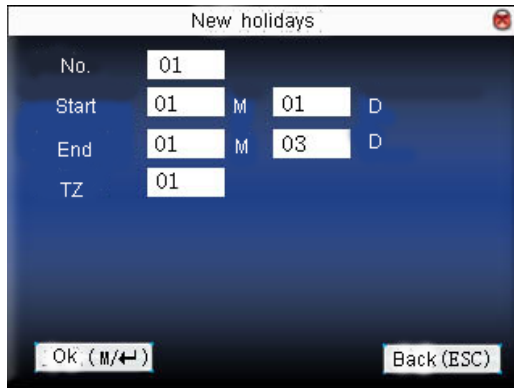 New holidays
No. 01
Start 01 M 01 D
End 01 M 03 D
TZ 01
Ok (M/↵) Back (ESC)